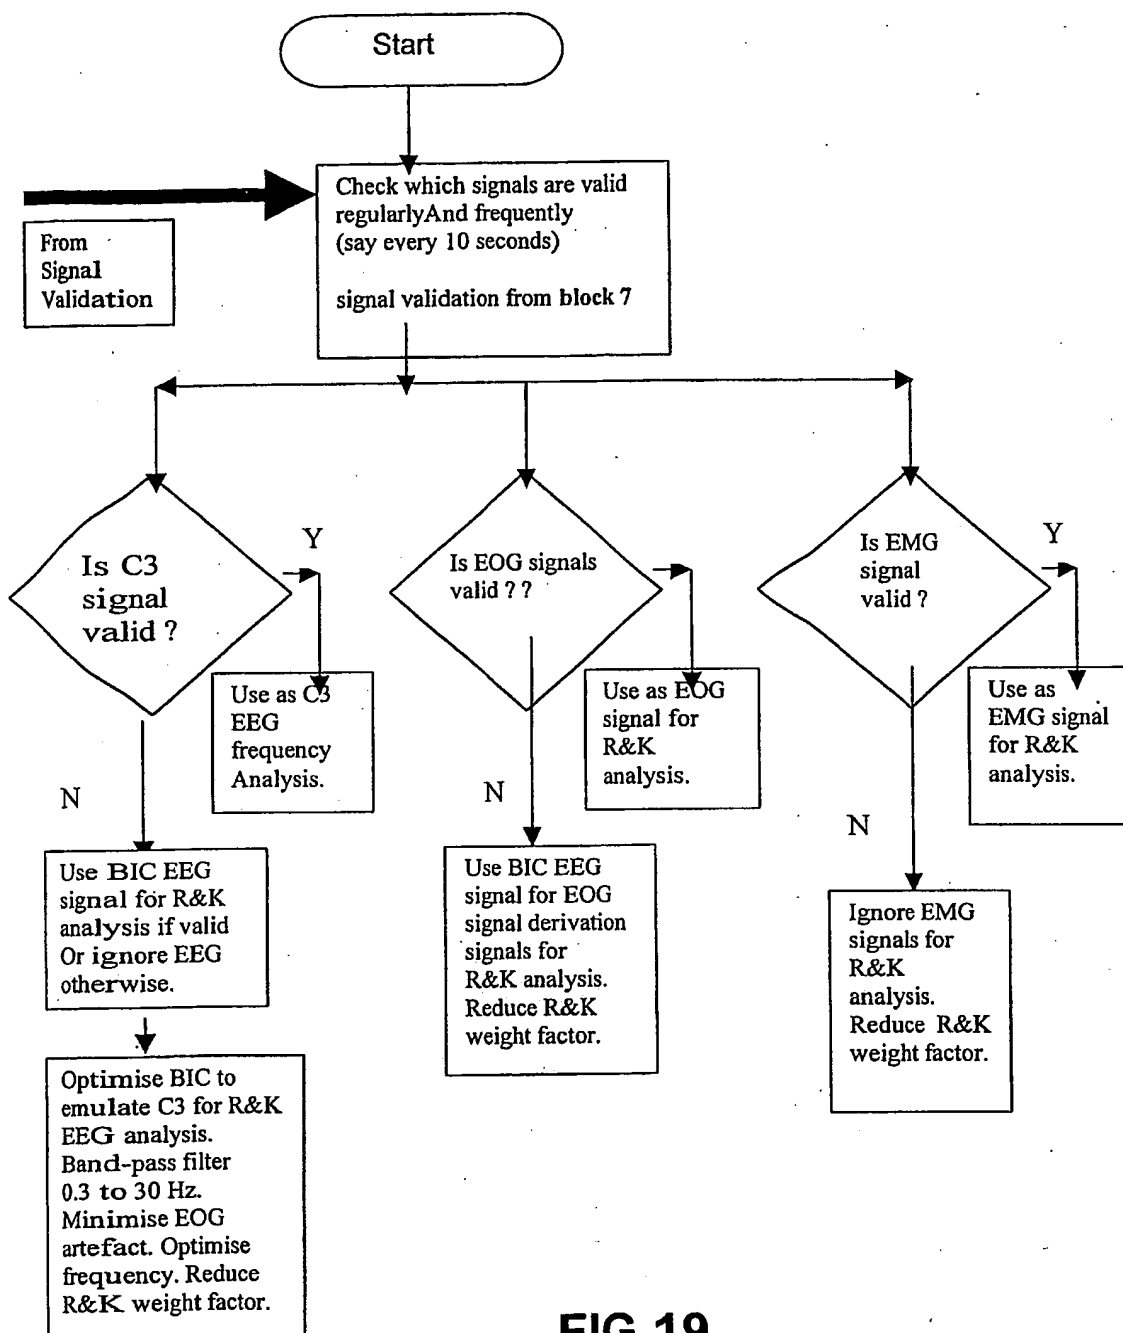 Start
Check which signals are valid
regularlyAnd frequently
(say every 10 seconds)
signal validation from block 7
From
Signal
Validation
Is C3
signal
valid ?
Y
Use as C3
EEG
frequency
Analysis.
N
Use BIC EEG
signal for R&K
analysis if valid
Or ignore EEG
otherwise.
Optimise BIC to
emulate C3 for R&K
EEG analysis.
Band-pass filter
0.3 to 30 Hz.
Minimise EOG
artefact. Optimise
frequency. Reduce
R&K weight factor.
Is EOG signals
valid ? ?
Use as EOG
signal for
R&K
analysis.
N
Use BIC EEG
signal for EOG
signal derivation
signals for
R&K analysis.
Reduce R&K
weight factor.
Is EMG
signal
valid ?
Y
Use as
EMG signal
for R&K
analysis.
N
Ignore EMG
signals for
R&K
analysis.
Reduce R&K
weight factor.
FIG 19